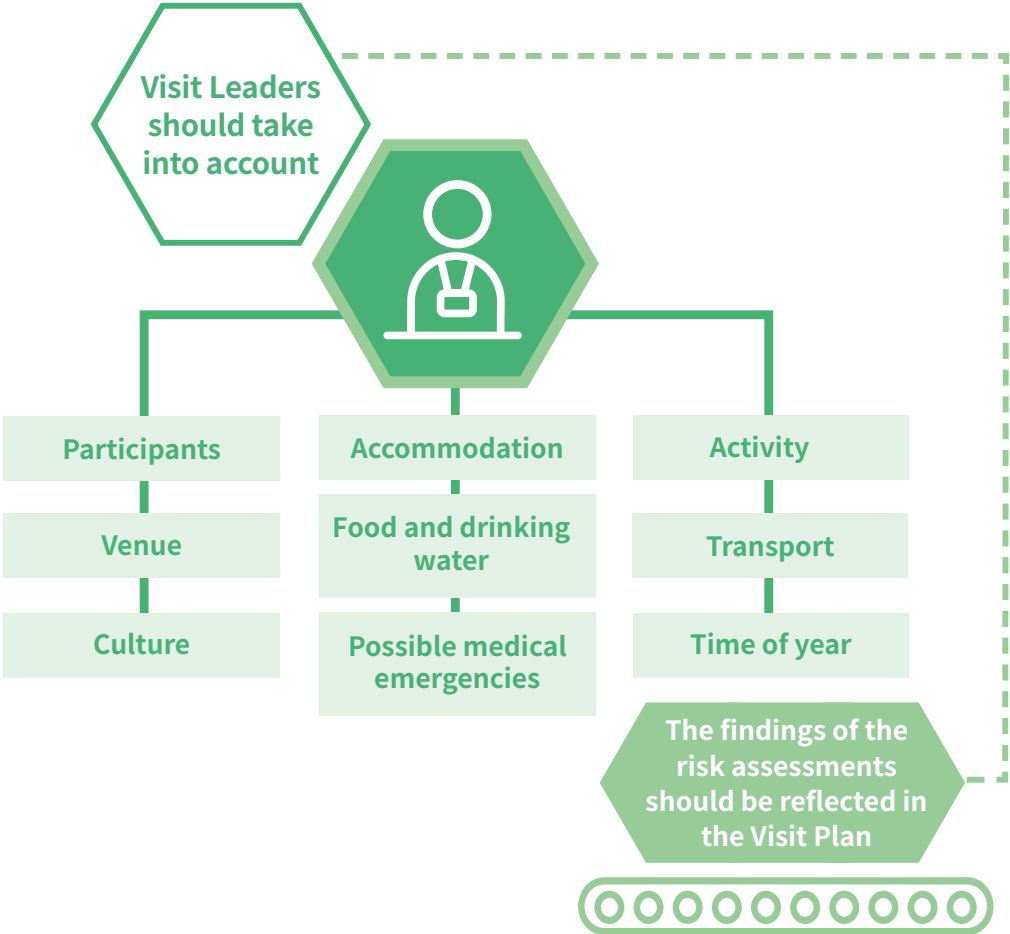 Visit Leaders
should take
into account
Participants
Venue
Culture
Accommodation
Food and drinking
water
Possible medical
emergencies
Activity
Transport
Time of year
The findings of the
risk assessments
should be reflected in
the Visit Plan